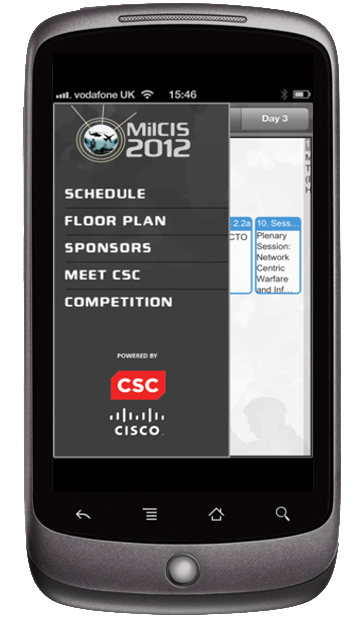 vodafone UK 15:46
MilCIS
2012
Day 3
SCHEDULE
FLOOR PLAN
SPONSORS
MEET CSC
COMPETITION
2.2a
CTO
10. Sess...
Plenary
Session:
Network
Centric
Warfare
and Inf...
POWERED BY
CSC
CISCO